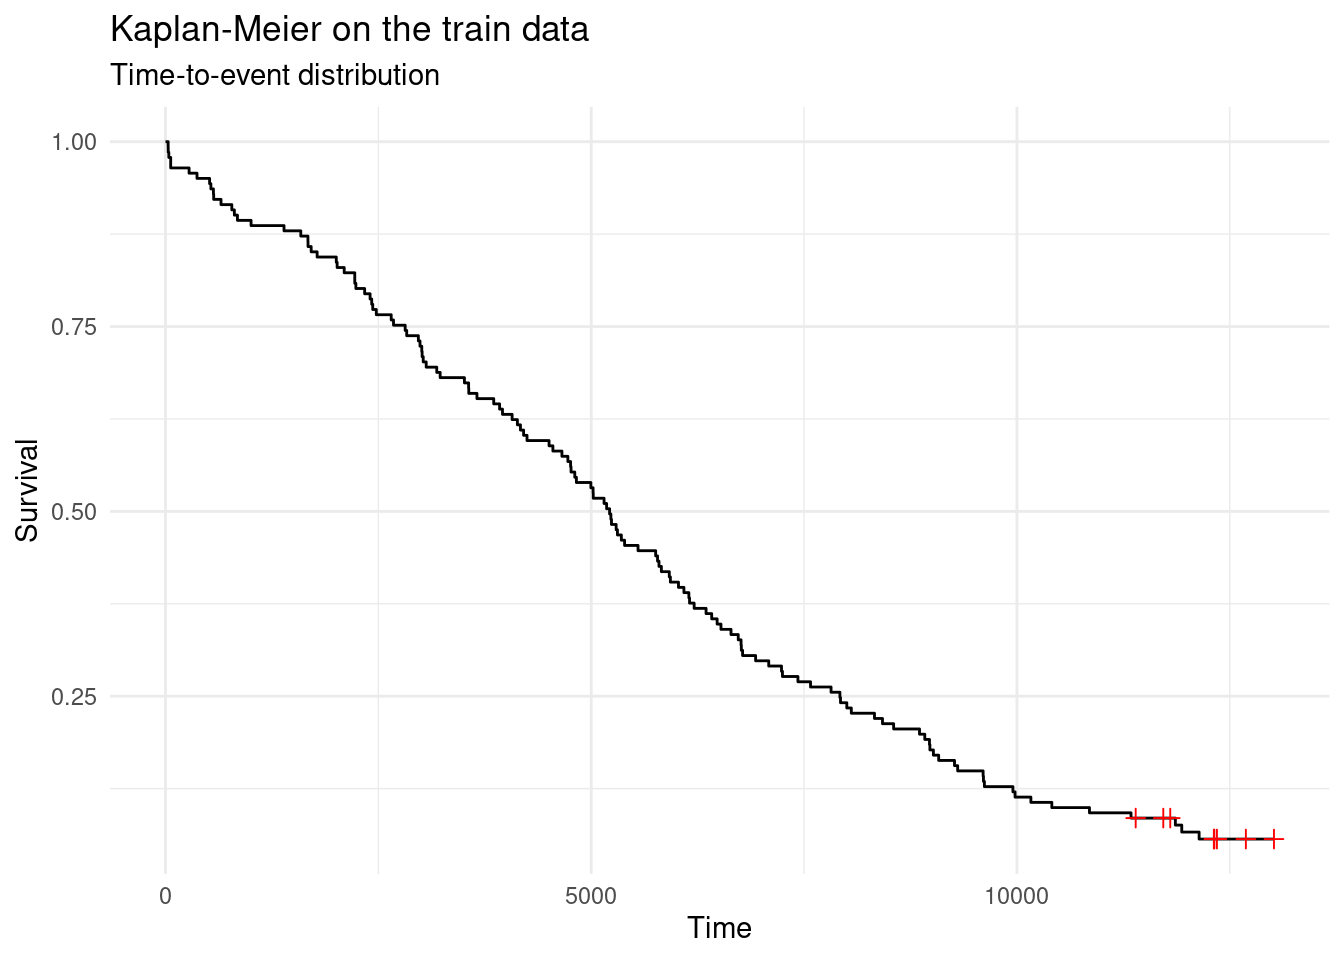 Kaplan-Meier on the train data
Time-to-event distribution
1.00
0.75
0.50
0.25
Survival
0 5000 10000
Time